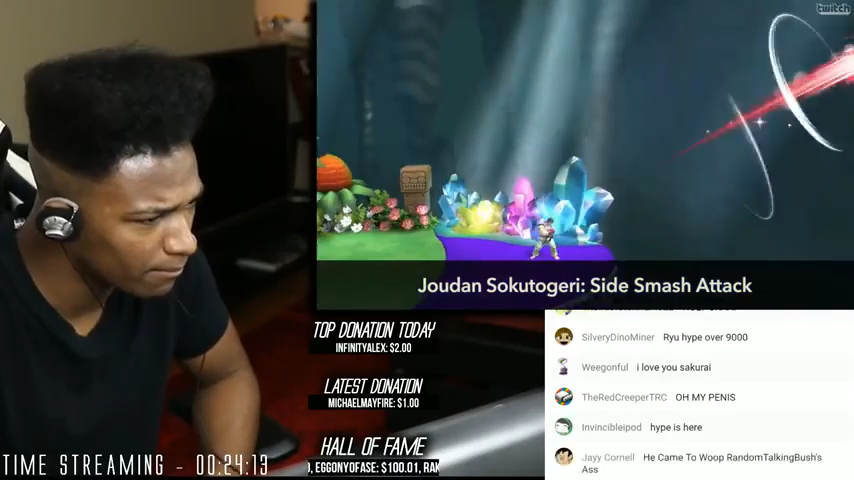 twitch
Joudan Sokutogeri: Side Smash Attack
TOP DONATION TODAY
INFINITYALEX: $2.00
LATEST DONATION
MICHAELMAYFIRE: $1.00
HALL OF FAME
), EGGONYOFASE: $100.01, RAK
TIME STREAMING - 00:24:13
SilveryDinoMiner Ryu hype over 9000
Weegonful i love you sakurai
TheRedCreeperTRC OH MY PENIS
Invincibleipod hype is here
Jayy Cornell He Came To Woop RandomTalkingBush's
Ass